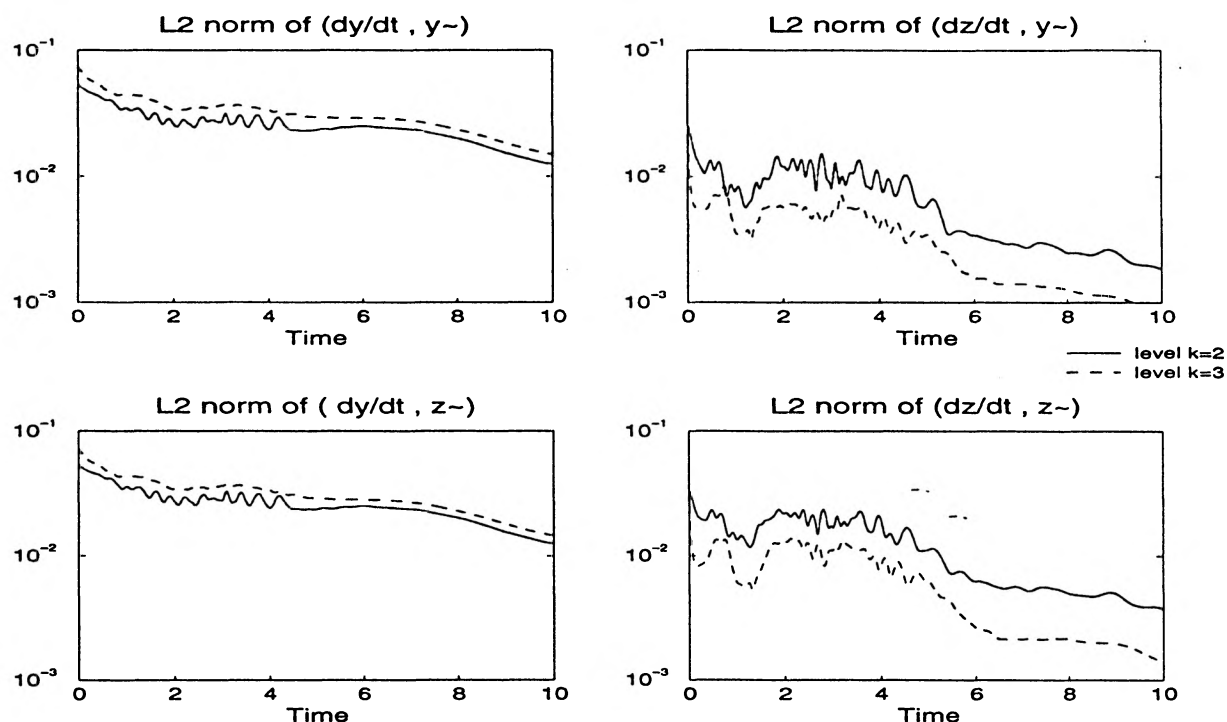 L2 norm of (dy/dt , y~)
10⁻¹
10⁻²
10⁻³
0 2 4 6 8 10
Time
L2 norm of (dz/dt , y~)
10⁻¹
10⁻²
10⁻³
0 2 4 6 8 10
Time
level k=2
level k=3
L2 norm of ( dy/dt , z~)
10⁻¹
10⁻²
10⁻³
0 2 4 6 8 10
Time
L2 norm of (dz/dt , z~)
10⁻¹
10⁻²
10⁻³
0 2 4 6 8 10
Time